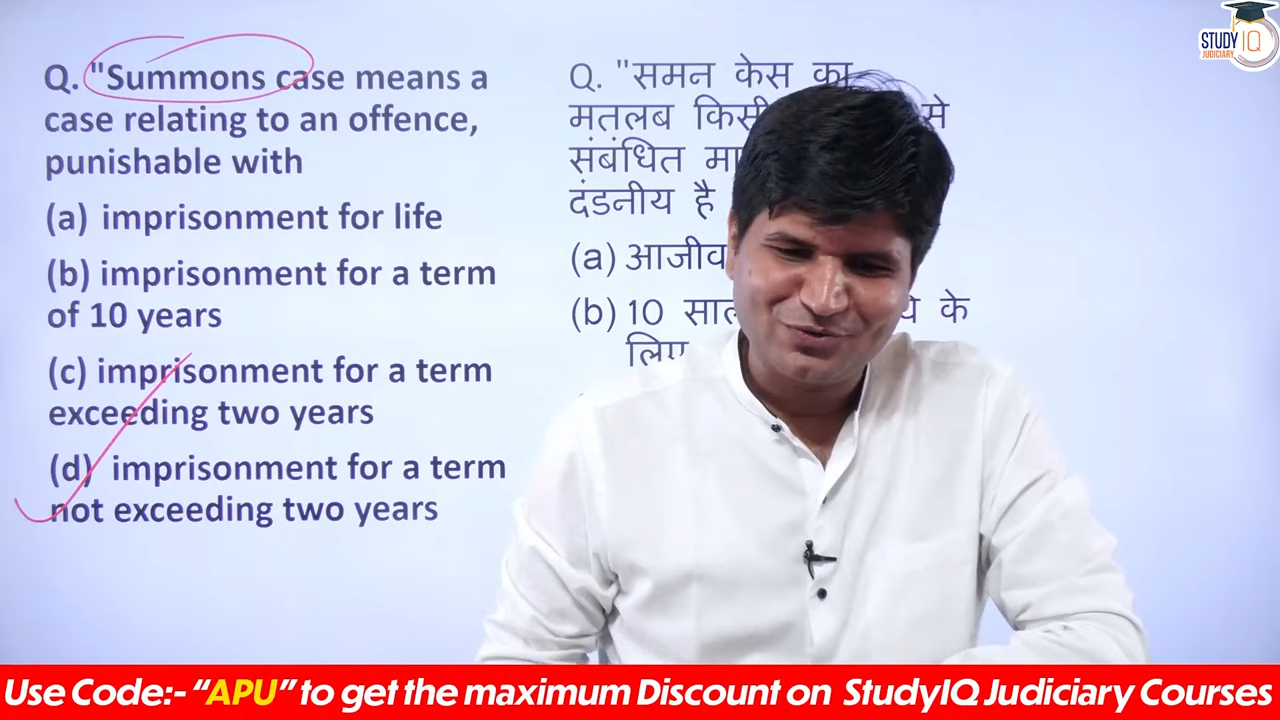 Q. "Summons case means a
case relating to an offence,
punishable with
(a) imprisonment for life
(b) imprisonment for a term
of 10 years
(c) imprisonment for a term
exceeding two years
(d) imprisonment for a term
not exceeding two years
Q. "समन केस का
मतलब से
संबंधित
दंडनीय है
(a)
(b) 10 के
लिए
STUDY IQ
JUDICIARY
Use Code:- “APU” to get the maximum Discount on StudyIQ Judiciary Courses